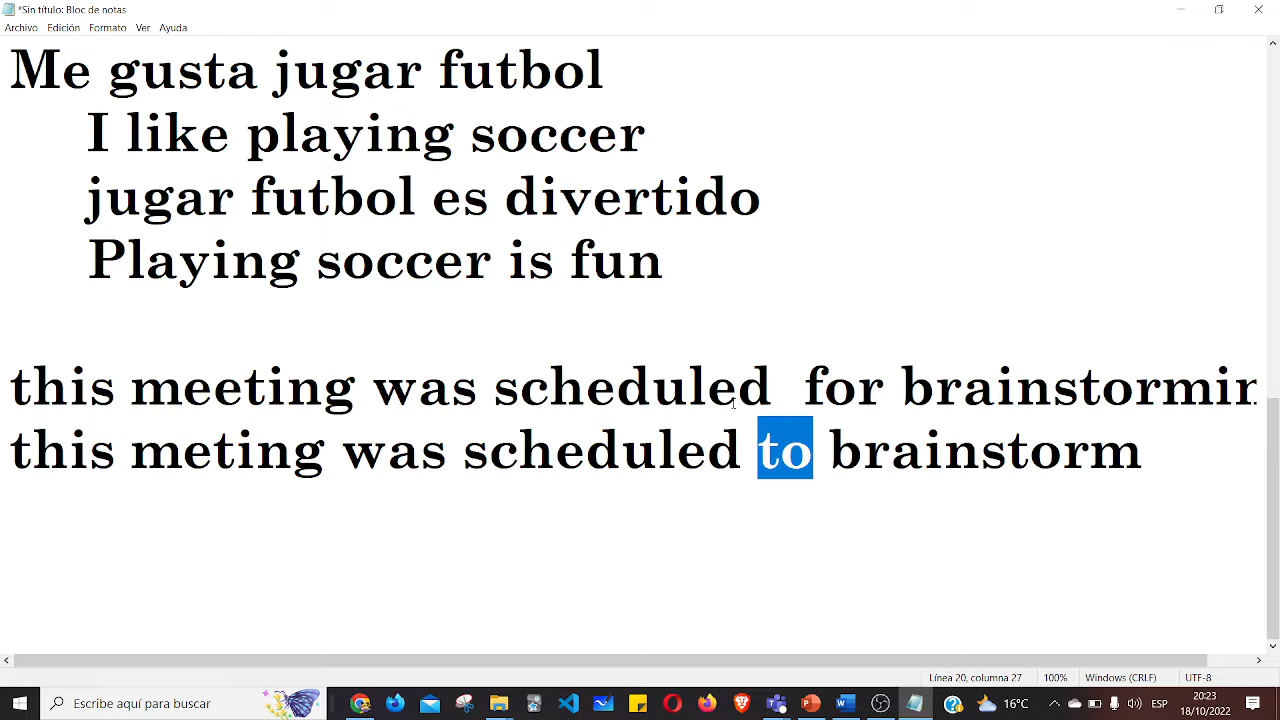 *Sin título: Bloc de notas
Archivo Edición Formato Ver Ayuda
Me gusta jugar futbol
I like playing soccer
jugar futbol es divertido
Playing soccer is fun
this meeting was scheduled  for brainstormin
this meting was scheduled to brainstorm
Línea 20, columna 27 100% Windows (CRLF) UTF-8
Escribe aquí para buscar
16°C
ESP
20:23
18/10/2022